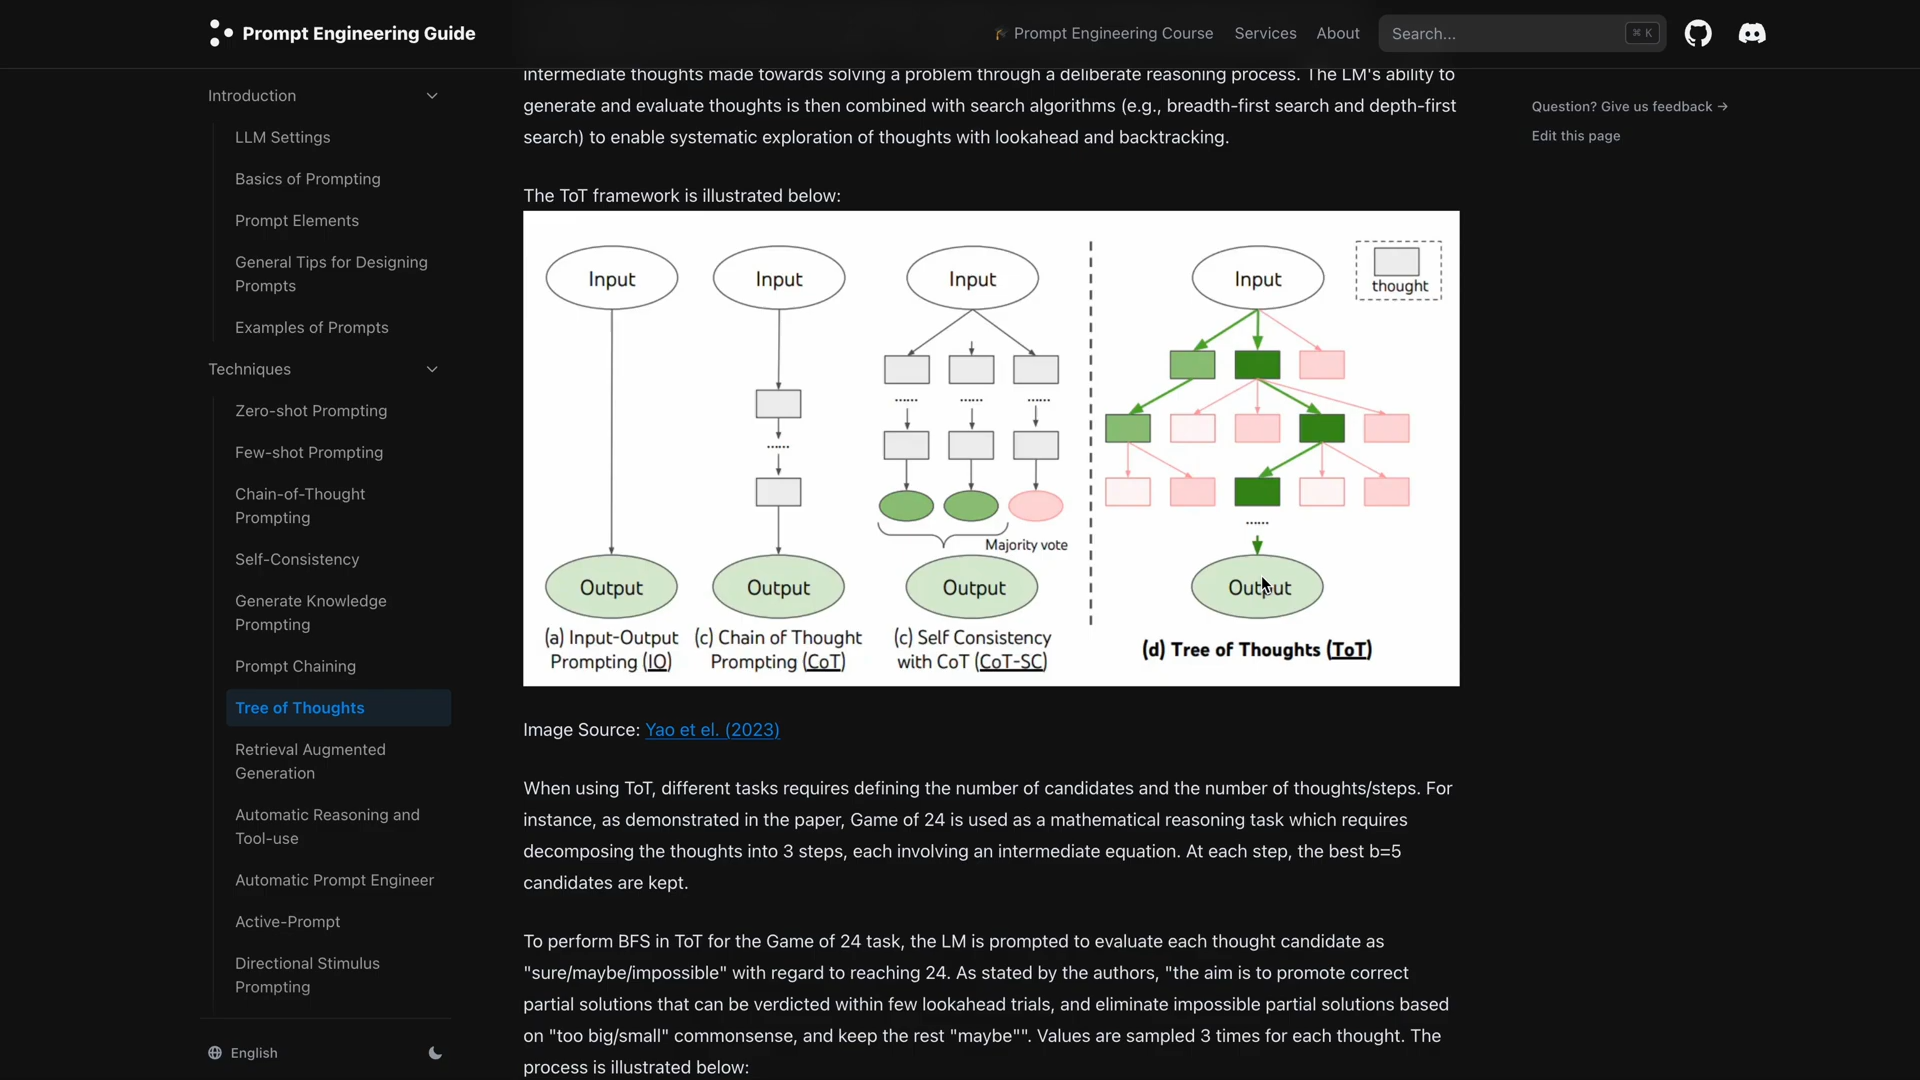 Prompt Engineering Guide
Prompt Engineering Course
Services
About
Search...
⌘ K
Introduction
LLM Settings
Basics of Prompting
Prompt Elements
General Tips for Designing
Prompts
Examples of Prompts
Techniques
Zero-shot Prompting
Few-shot Prompting
Chain-of-Thought
Prompting
Self-Consistency
Generate Knowledge
Prompting
Prompt Chaining
Tree of Thoughts
Retrieval Augmented
Generation
Automatic Reasoning and
Tool-use
Automatic Prompt Engineer
Active-Prompt
Directional Stimulus
Prompting
English
intermediate thoughts made towards solving a problem through a deliberate reasoning process. The LM's ability to
generate and evaluate thoughts is then combined with search algorithms (e.g., breadth-first search and depth-first
search) to enable systematic exploration of thoughts with lookahead and backtracking.
The ToT framework is illustrated below:
Input
Input
Input
Input
thought
......
......
......
......
......
Majority vote
Output
Output
Output
Output
(a) Input-Output
Prompting (IO)
(c) Chain of Thought
Prompting (CoT)
(c) Self Consistency
with CoT (CoT-SC)
(d) Tree of Thoughts (ToT)
Image Source: Yao et el. (2023)
When using ToT, different tasks requires defining the number of candidates and the number of thoughts/steps. For
instance, as demonstrated in the paper, Game of 24 is used as a mathematical reasoning task which requires
decomposing the thoughts into 3 steps, each involving an intermediate equation. At each step, the best b=5
candidates are kept.
To perform BFS in ToT for the Game of 24 task, the LM is prompted to evaluate each thought candidate as
"sure/maybe/impossible" with regard to reaching 24. As stated by the authors, "the aim is to promote correct
partial solutions that can be verdicted within few lookahead trials, and eliminate impossible partial solutions based
on "too big/small" commonsense, and keep the rest "maybe"". Values are sampled 3 times for each thought. The
process is illustrated below:
Question? Give us feedback →
Edit this page